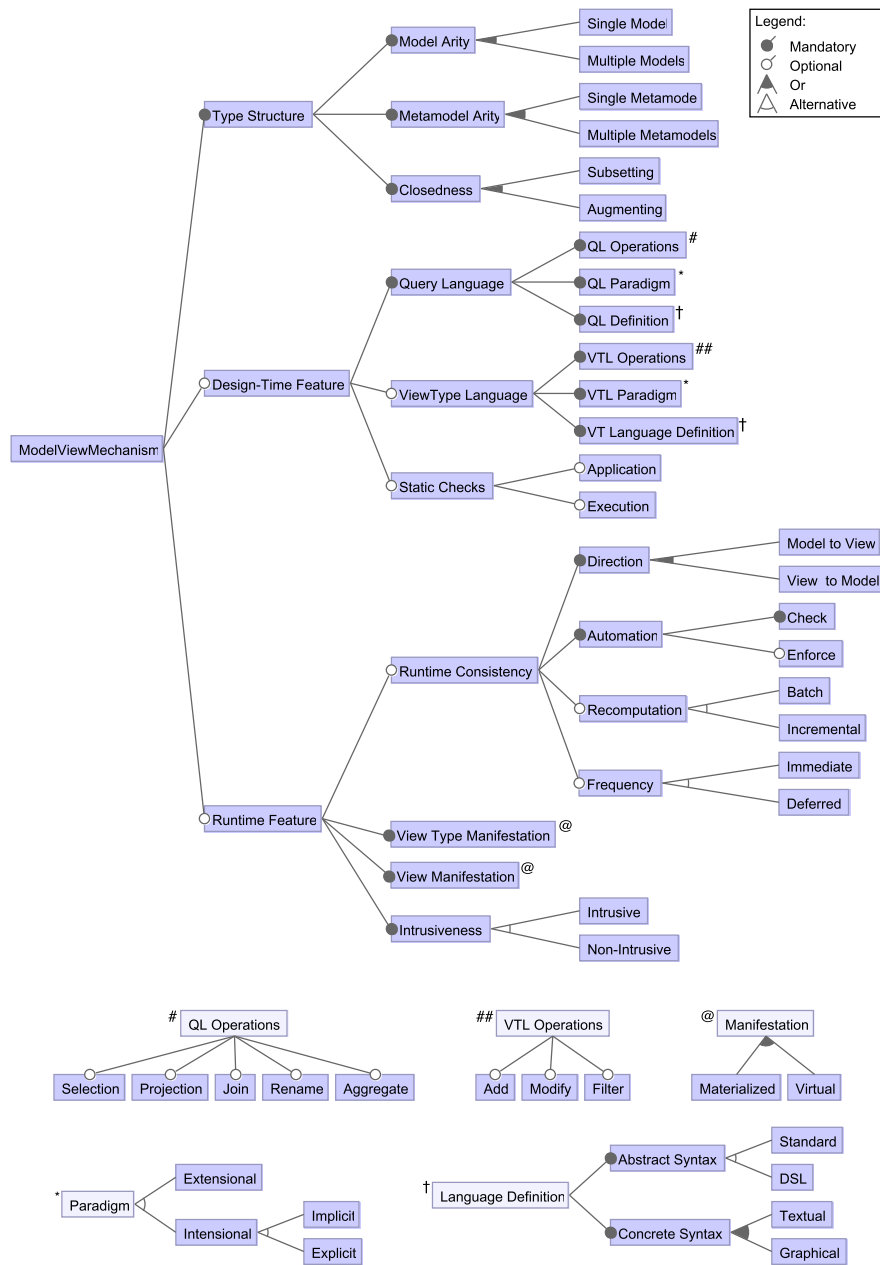 Legend:
Mandatory
Optional
Or
Alternative
Single Model
Model Arity
Multiple Models
Single Metamode
Type Structure
Metamodel Arity
Multiple Metamodels
Subsetting
Closedness
Augmenting
QL Operations #
Query Language
QL Paradigm *
QL Definition †
VTL Operations ##
Design-Time Feature
ViewType Language
VTL Paradigm *
VT Language Definition †
ModelViewMechanism
Application
Static Checks
Execution
Model to View
Direction
View to Model
Check
Automation
Enforce
Runtime Consistency
Batch
Recomputation
Incremental
Immediate
Frequency
Deferred
Runtime Feature
View Type Manifestation @
View Manifestation @
Intrusive
Intrusiveness
Non-Intrusive
# QL Operations
Selection Projection Join Rename Aggregate
## VTL Operations
Add Modify Filter
@ Manifestation
Materialized Virtual
* Paradigm
Extensional
Intensional
Implicit
Explicit
† Language Definition
Abstract Syntax
Standard
DSL
Concrete Syntax
Textual
Graphical